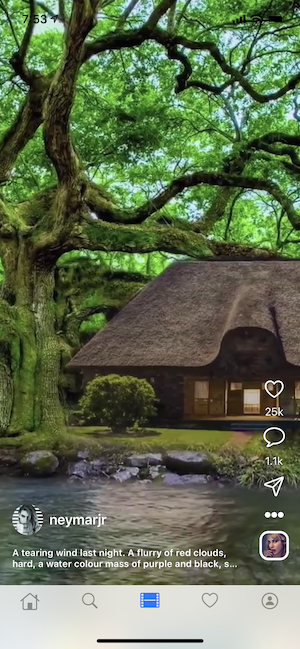 7:53
25k
1.1k
neymarjr
A tearing wind last night. A flurry of red clouds,
hard, a water colour mass of purple and black, s...